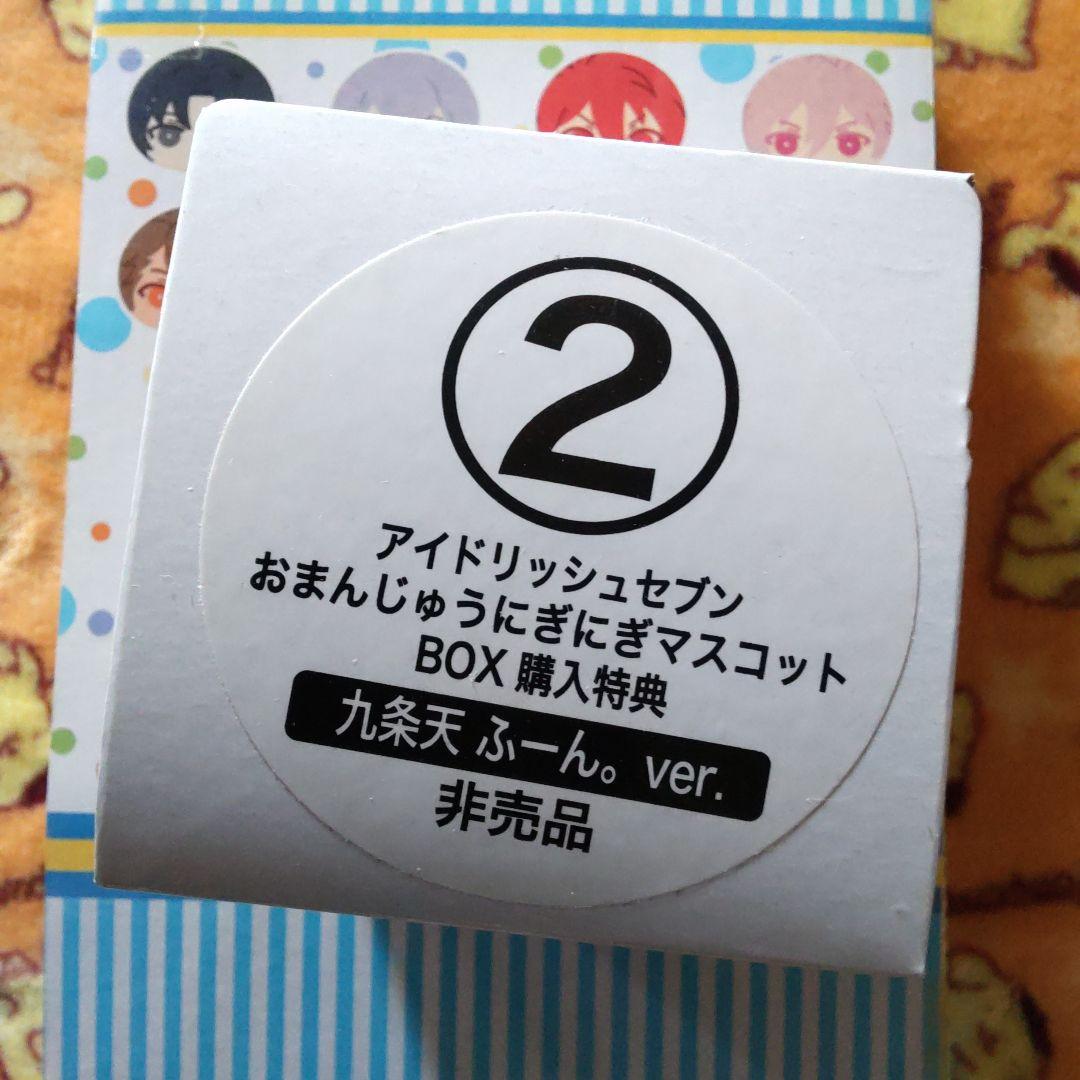 ②
アイドリッシュセブン
おまんじゅうにぎにぎマスコット
BOX 購入特典
九条天 ふーん。 ver.
非売品